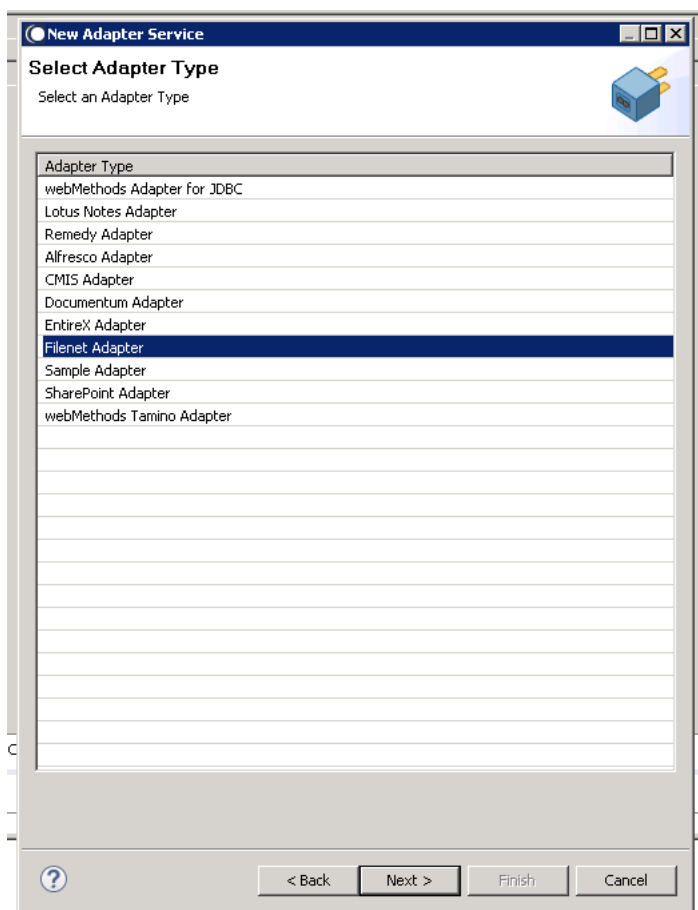 New Adapter Service
Select Adapter Type
Select an Adapter Type
Adapter Type
webMethods Adapter for JDBC
Lotus Notes Adapter
Remedy Adapter
Alfresco Adapter
CMIS Adapter
Documentum Adapter
EntireX Adapter
Filenet Adapter
Sample Adapter
SharePoint Adapter
webMethods Tamino Adapter
? < Back Next > Finish Cancel